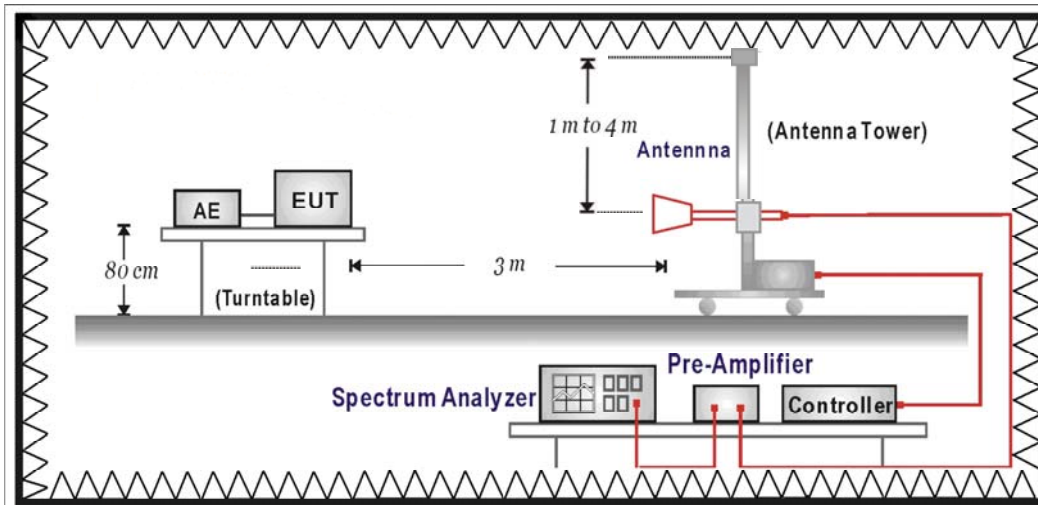 1 m to 4 m
(Antenna Tower)
Antennna
AE
EUT
80 cm
(Turntable)
3 m
Pre-Amplifier
Spectrum Analyzer
Controller